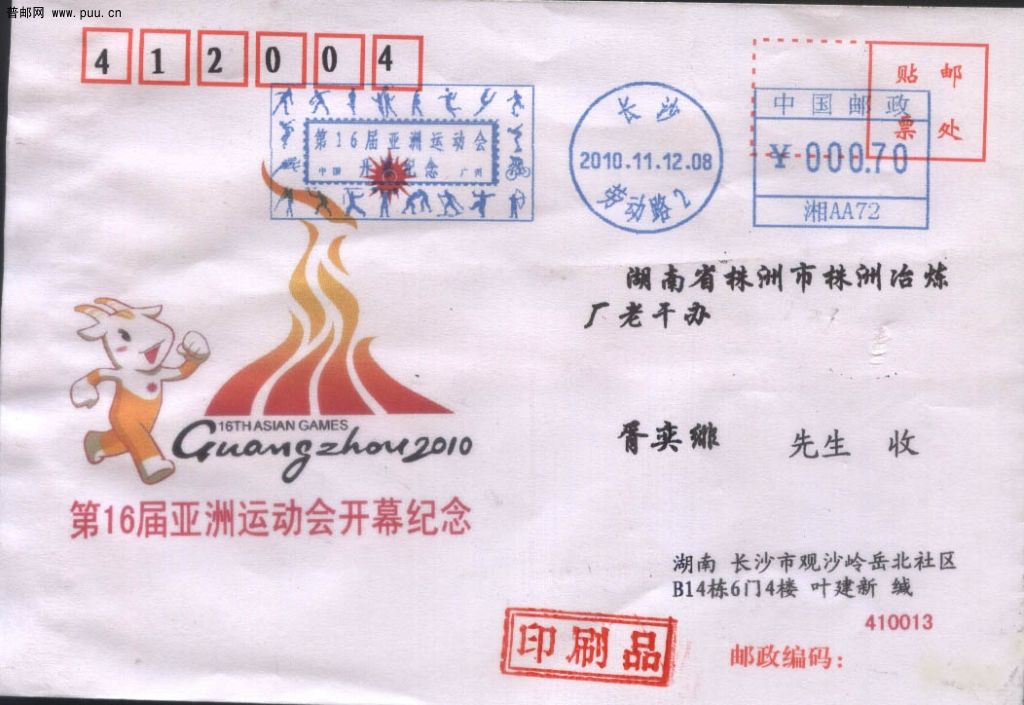 普邮网 www.puu.cn
412004
第16届亚洲运动会
中国 开幕纪念 广州
长沙
2010.11.12.08
劳动路2
贴 邮
票 处
中国邮政
¥000.70
湘AA72
湖南省株洲市株洲冶炼
厂老干办
胥奕绯 先生 收
16TH ASIAN GAMES
Guangzhou 2010
第16届亚洲运动会开幕纪念
湖南 长沙市观沙岭岳北社区
B14栋6门4楼 叶建新 缄
410013
印刷品
邮政编码: